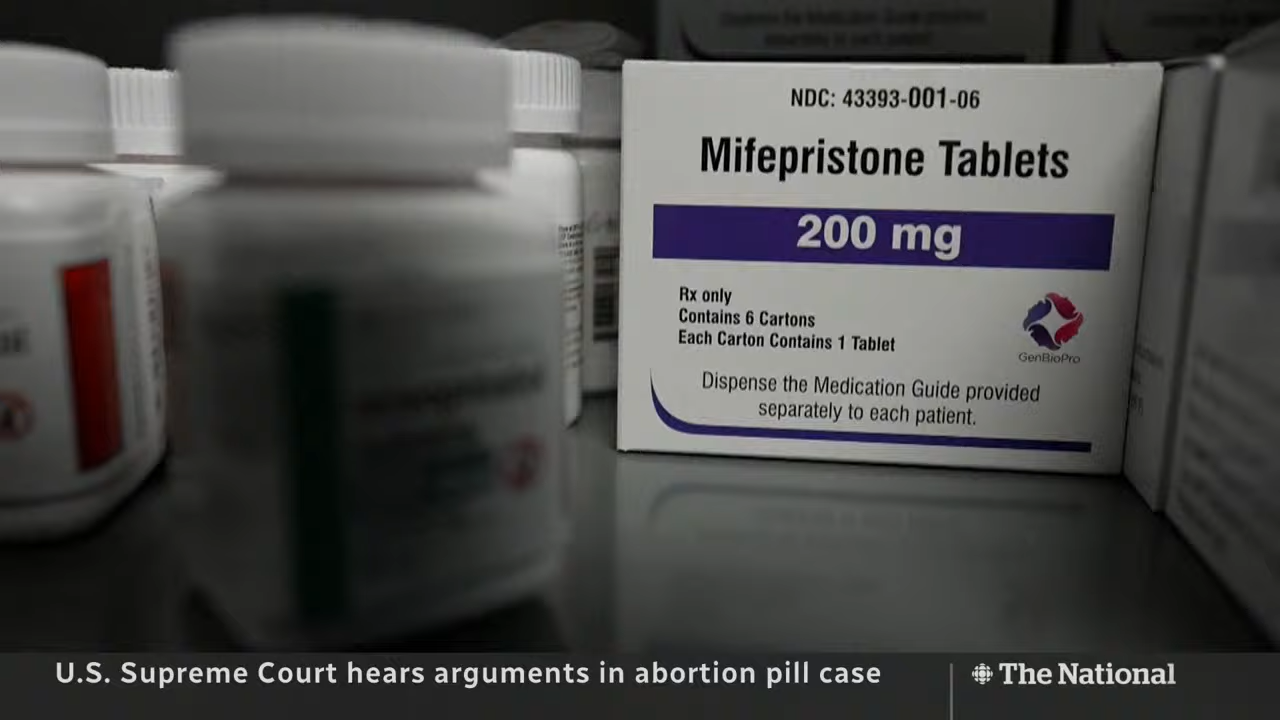 NDC: 43393-001-06
Mifepristone Tablets
200 mg
Rx only
Contains 6 Cartons
Each Carton Contains 1 Tablet
GenBioPro
Dispense the Medication Guide provided
separately to each patient.
U.S. Supreme Court hears arguments in abortion pill case
The National